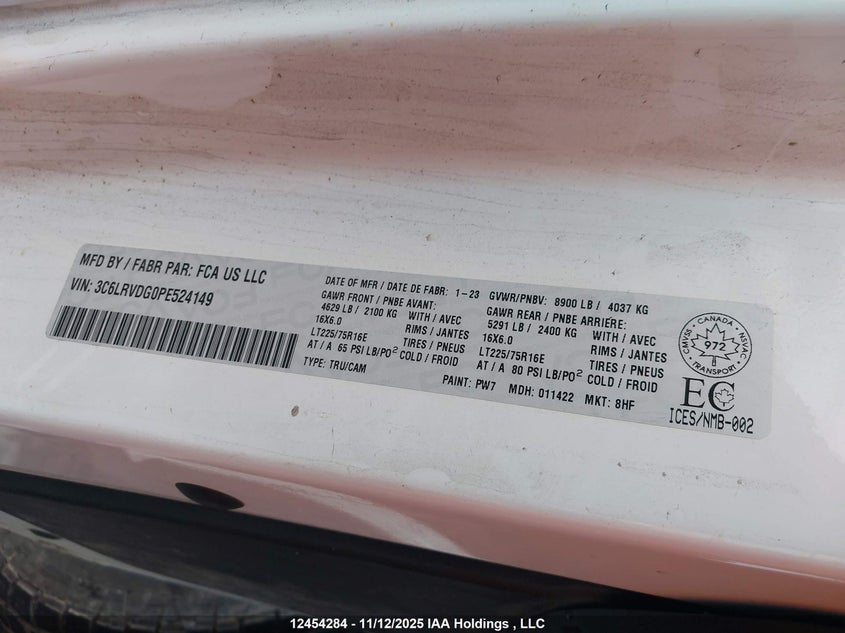 MFD BY / FABR PAR: FCA US LLC
VIN: 3C6LRVDG0PE524149
DATE OF MFR / DATE DE FABR: 1-23 GVWR/PNBV: 8900 LB / 4037 KG
GAWR FRONT / PNBE AVANT: GAWR REAR / PNBE ARRIERE:
4629 LB / 2100 KG WITH / AVEC 5291 LB / 2400 KG WITH / AVEC
16X6.0 RIMS / JANTES 16X6.0 RIMS / JANTES
LT225/75R16E TIRES / PNEUS LT225/75R16E TIRES / PNEUS
AT / A 65 PSI LB/PO² COLD / FROID AT / A 80 PSI LB/PO² COLD / FROID
TYPE: TRU/CAM PAINT: PW7 MDH: 011422 MKT: 8HF
CANADA
CMVSS 972 NSVAC
TRANSPORT
EC
ICES/NMB-002
12454284 - 11/12/2025 IAA Holdings , LLC